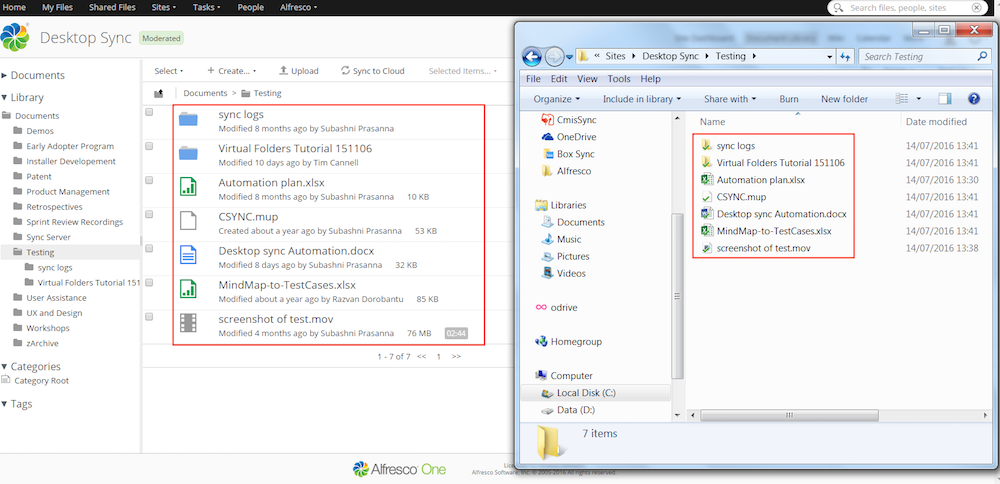 Home My Files Shared Files Sites Tasks People Alfresco Search files, people, sites
Desktop Sync Moderated
Documents
Library
Documents
Demos
Early Adopter Program
Installer Developement
Patent
Product Management
Retrospectives
Sprint Review Recordings
Sync Server
Testing
sync logs
Virtual Folders Tutorial 151
User Assistance
UX and Design
Workshops
zArchive
Categories
Category Root
Tags
Select Create... Upload Sync to Cloud Selected Items...
Documents > Testing
sync logs
Modified 8 months ago by Subashni Prasanna
Virtual Folders Tutorial 151106
Modified 10 days ago by Tim Cannell
Automation plan.xlsx
Modified 8 months ago by Subashni Prasanna 10 KB
CSYNC.mup
Created about a year ago by Subashni Prasanna 53 KB
Desktop sync Automation.docx
Modified 8 days ago by Subashni Prasanna 32 KB
MindMap-to-TestCases.xlsx
Modified about a year ago by Razvan Dorobantu 85 KB
screenshot of test.mov
Modified 4 months ago by Subashni Prasanna 76 MB 02:44
1 - 7 of 7 << 1 >>
« Sites Desktop Sync Testing Search Testing
File Edit View Tools Help
Organize Include in library Share with Burn New folder
CmisSync
OneDrive
Box Sync
Alfresco
Libraries
Documents
Music
Pictures
Videos
odrive
Homegroup
Computer
Local Disk (C:)
Data (D:)
Name Date modified
sync logs 14/07/2016 13:41
Virtual Folders Tutorial 151106 14/07/2016 13:41
Automation plan.xlsx 14/07/2016 13:30
CSYNC.mup 14/07/2016 13:41
Desktop sync Automation.docx 14/07/2016 13:41
MindMap-to-TestCases.xlsx 14/07/2016 13:41
screenshot of test.mov 14/07/2016 13:38
7 items
Alfresco One
Alfresco Software, Inc. © 2005-2016 All rights reserved.